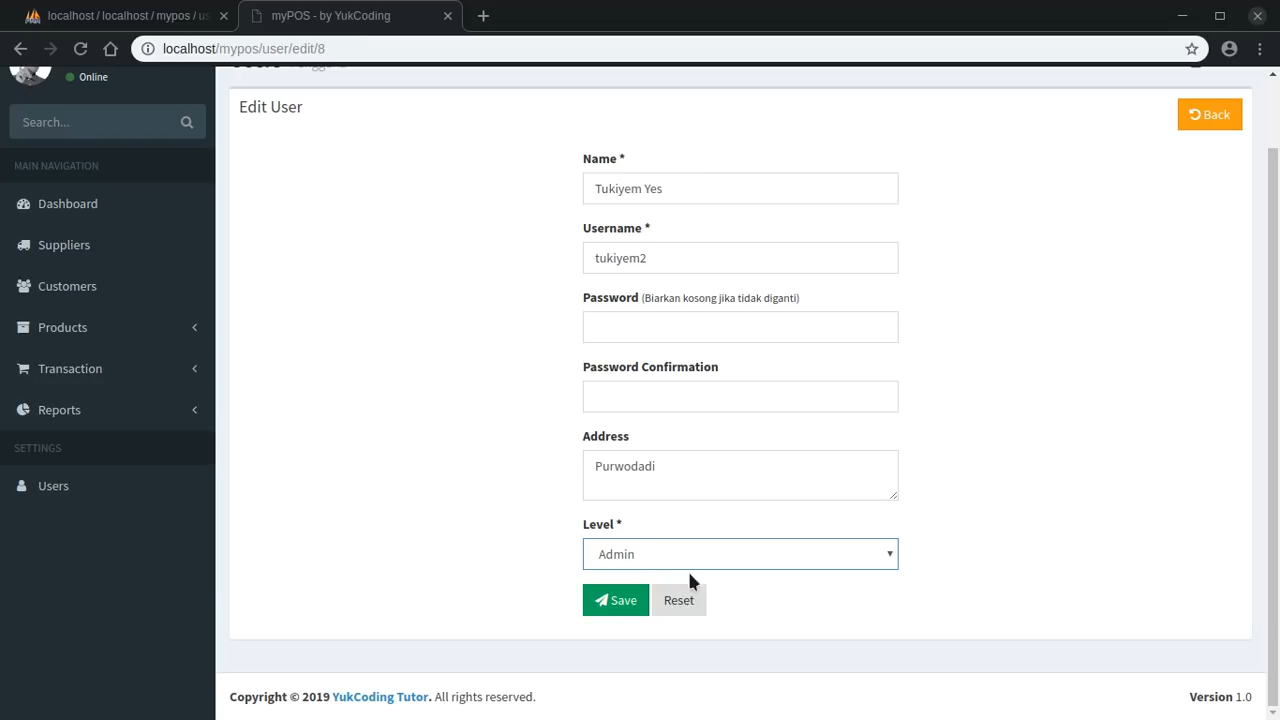 localhost / localhost / mypos / us
myPOS - by YukCoding
localhost/mypos/user/edit/8
Online
Search...
MAIN NAVIGATION
Dashboard
Suppliers
Customers
Products
Transaction
Reports
SETTINGS
Users
Edit User
Back
Name *
Tukiyem Yes
Username *
tukiyem2
Password (Biarkan kosong jika tidak diganti)
Password Confirmation
Address
Purwodadi
Level *
Admin
Save
Reset
Copyright © 2019 YukCoding Tutor. All rights reserved.
Version 1.0